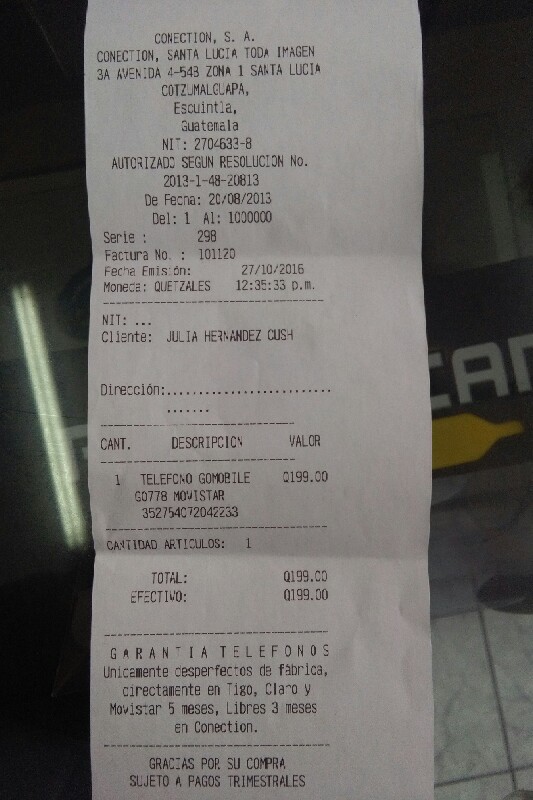 CONECTION, S. A.
CONECTION, SANTA LUCIA TODA IMAGEN
3A AVENIDA 4-548 ZONA 1 SANTA LUCIA
COTZUMALGUAPA,
Escuintla,
Guatemala
NIT: 2704633-8
AUTORIZADO SEGUN RESOLUCION No.
2013-1-48-20813
De Fecha: 20/08/2013
Del: 1 Al: 1000000
Serie : 298
Factura No. : 101120
Fecha Emisión: 27/10/2016
Moneda: QUETZALES 12:35:33 p.m.
NIT: ...
Cliente: JULIA HERNANDEZ CUSH
Dirección:..........................
.......
CANT. DESCRIPCION VALOR
1 TELEFONO GOMOBILE Q199.00
GO778 MOVISTAR
352754072042233
CANTIDAD ARTICULOS: 1
TOTAL: Q199.00
EFECTIVO: Q199.00
G A R A N T I A T E L E F O N O S
Unicamente desperfectos de fábrica,
directamente en Tigo, Claro y
Movistar 5 meses, Libres 3 meses
en Conection.
GRACIAS POR SU COMPRA
SUJETO A PAGOS TRIMESTRALES